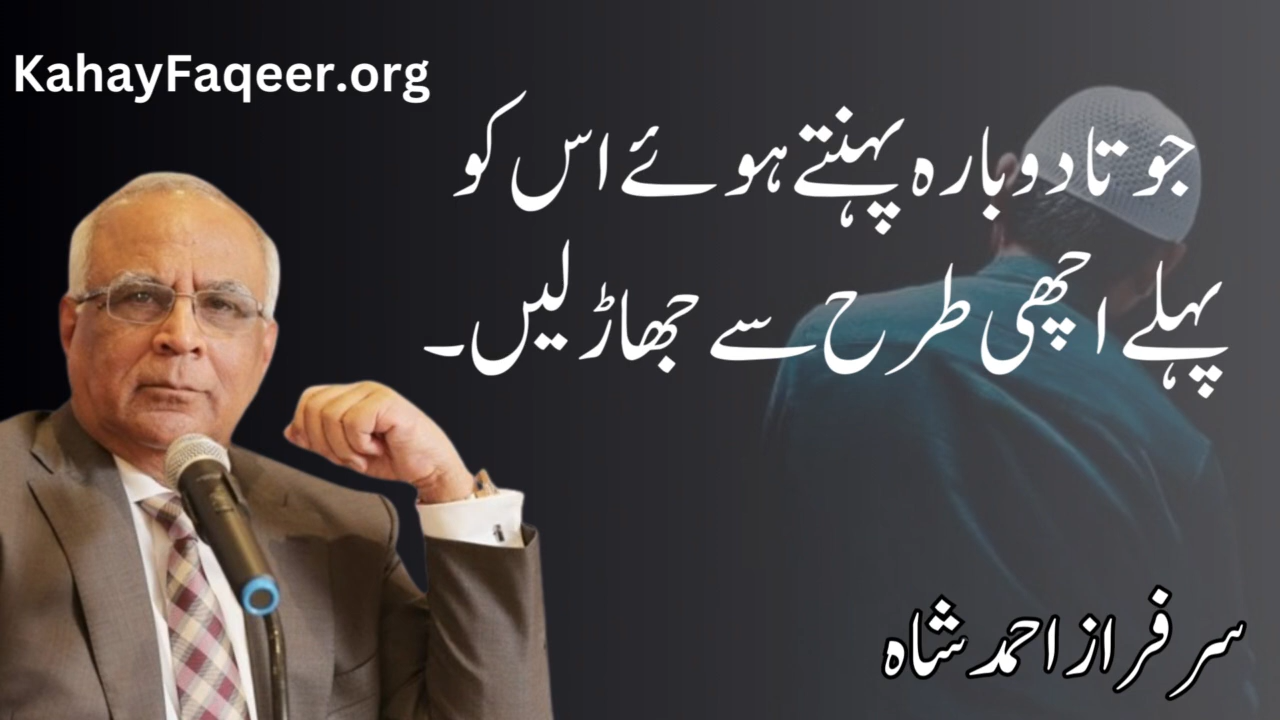 KahayFaqeer.org
جوتا دوبارہ پہنتے ہوئے اس کو
پہلے اچھی طرح سے جھاڑ لیں۔
سرفراز احمد شاہ